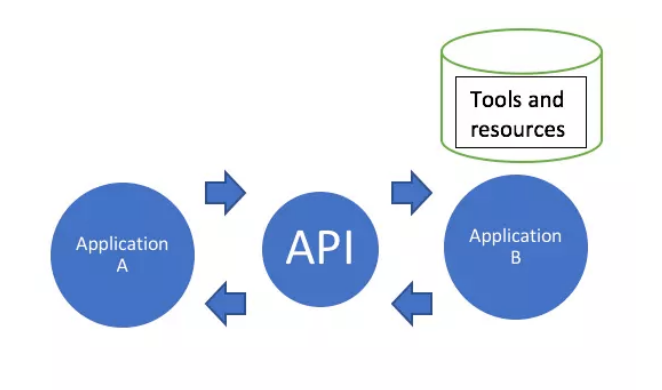 Tools and
resources
Application
A
API
Application
B